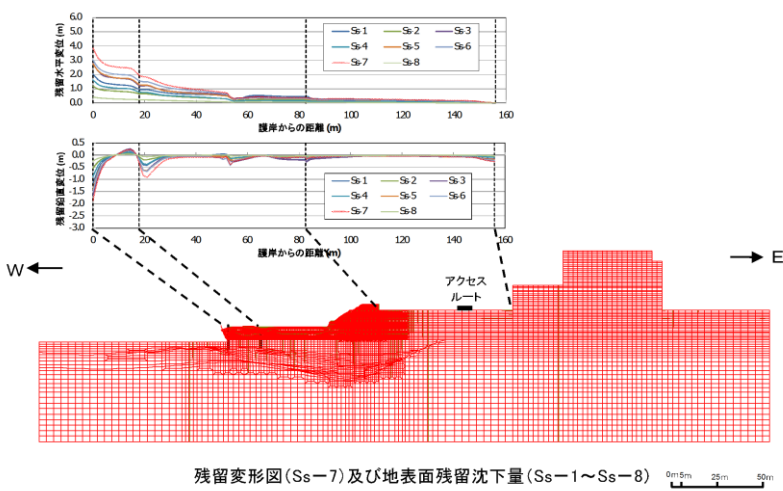 残留水平変位 (m)
6.0
5.0
4.0
3.0
2.0
1.0
0.0
Ss-1 Ss-2 Ss-3
Ss-4 Ss-5 Ss-6
Ss-7 Ss-8
0 20 40 60 80 100 120 140 160
護岸からの距離 (m)
残留鉛直変位 (m)
0.5
0.0
-0.5
-1.0
-1.5
-2.0
-2.5
-3.0
Ss-1 Ss-2 Ss-3
Ss-4 Ss-5 Ss-6
Ss-7 Ss-8
0 20 40 60 80 100 120 140 160
護岸からの距離 (m)
W
E
アクセス
ルート
残留変形図(Ss－7)及び地表面残留沈下量(Ss－1～Ss－8)
0m 5m 25m 50m